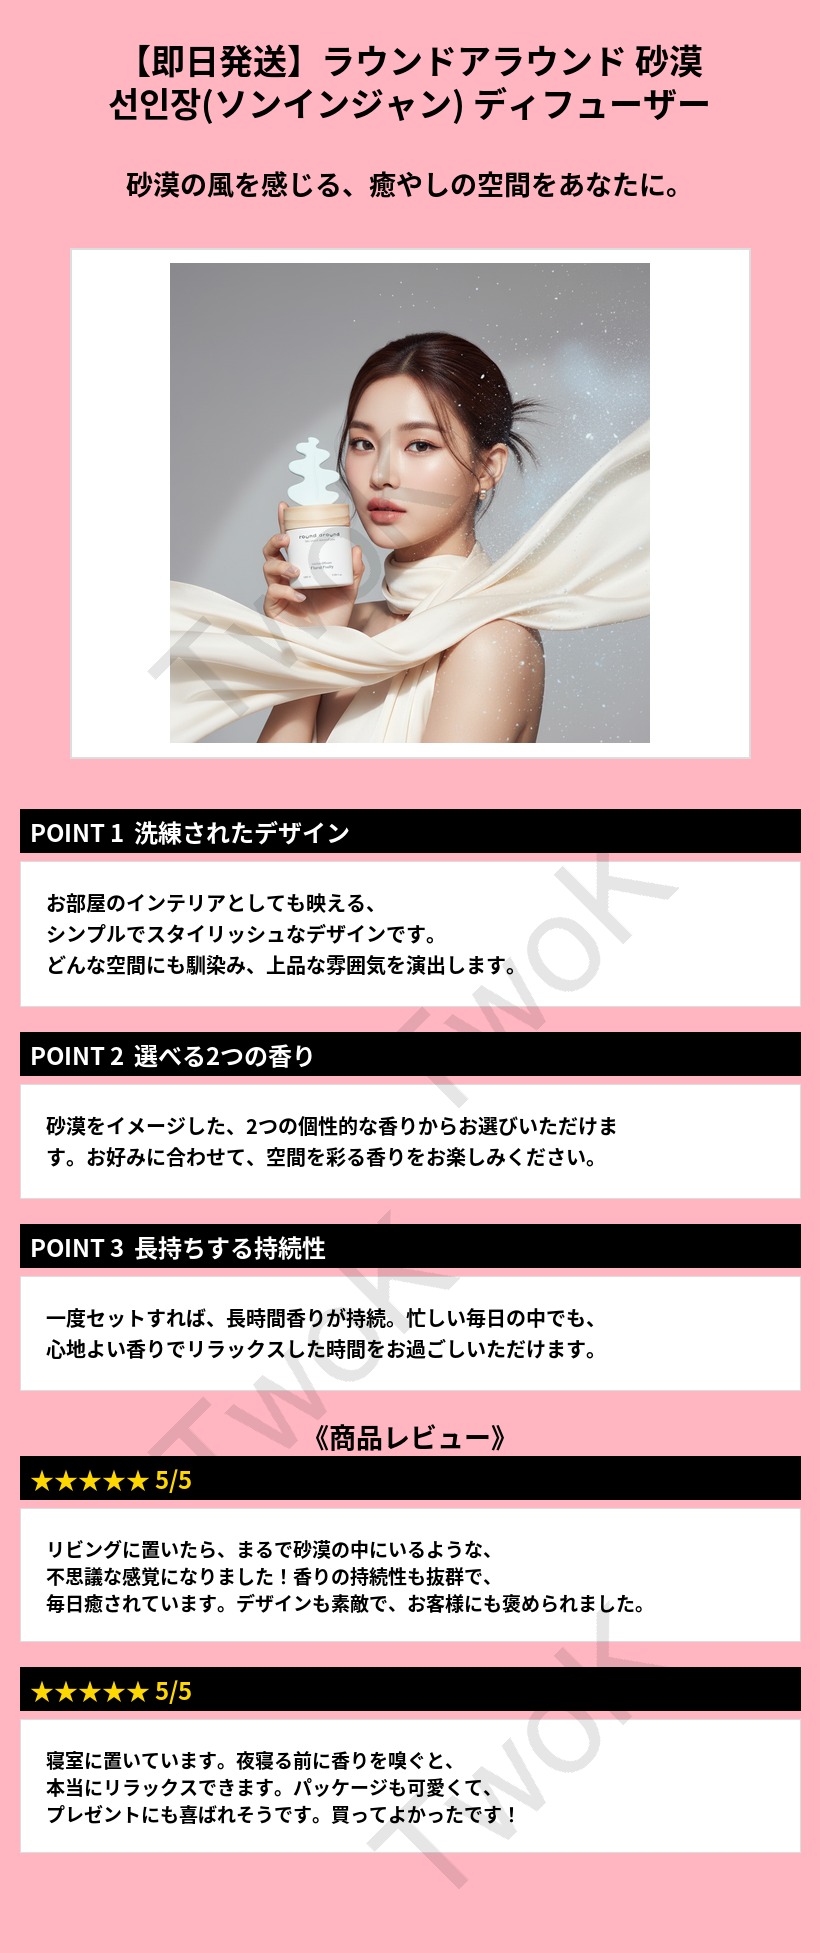 【即日発送】ラウンドアラウンド 砂漠
선인장(ソンインジャン) ディフューザー
砂漠の風を感じる、癒やしの空間をあなたに。
round around
TwoK
POINT 1 洗練されたデザイン
お部屋のインテリアとしても映える、
シンプルでスタイリッシュなデザインです。
どんな空間にも馴染み、上品な雰囲気を演出します。
TwoK
POINT 2 選べる2つの香り
砂漠をイメージした、2つの個性的な香りからお選びいただけま
す。お好みに合わせて、空間を彩る香りをお楽しみください。
POINT 3 長持ちする持続性
一度セットすれば、長時間香りが持続。忙しい毎日の中でも、
心地よい香りでリラックスした時間をお過ごしいただけます。
TwoK
《商品レビュー》
★★★★★ 5/5
リビングに置いたら、まるで砂漠の中にいるような、
不思議な感覚になりました！香りの持続性も抜群で、
毎日癒されています。デザインも素敵で、お客様にも褒められました。
★★★★★ 5/5
寝室に置いています。夜寝る前に香りを嗅ぐと、
本当にリラックスできます。パッケージも可愛くて、
プレゼントにも喜ばれそうです。買ってよかったです！
TwoK